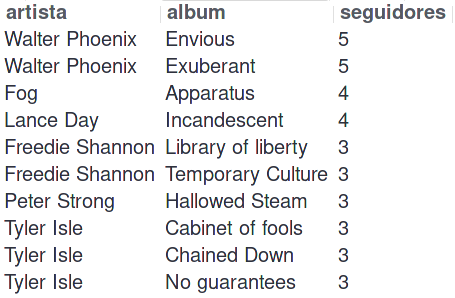 artista album seguidores
Walter Phoenix Envious 5
Walter Phoenix Exuberant 5
Fog Apparatus 4
Lance Day Incandescent 4
Freedie Shannon Library of liberty 3
Freedie Shannon Temporary Culture 3
Peter Strong Hallowed Steam 3
Tyler Isle Cabinet of fools 3
Tyler Isle Chained Down 3
Tyler Isle No guarantees 3